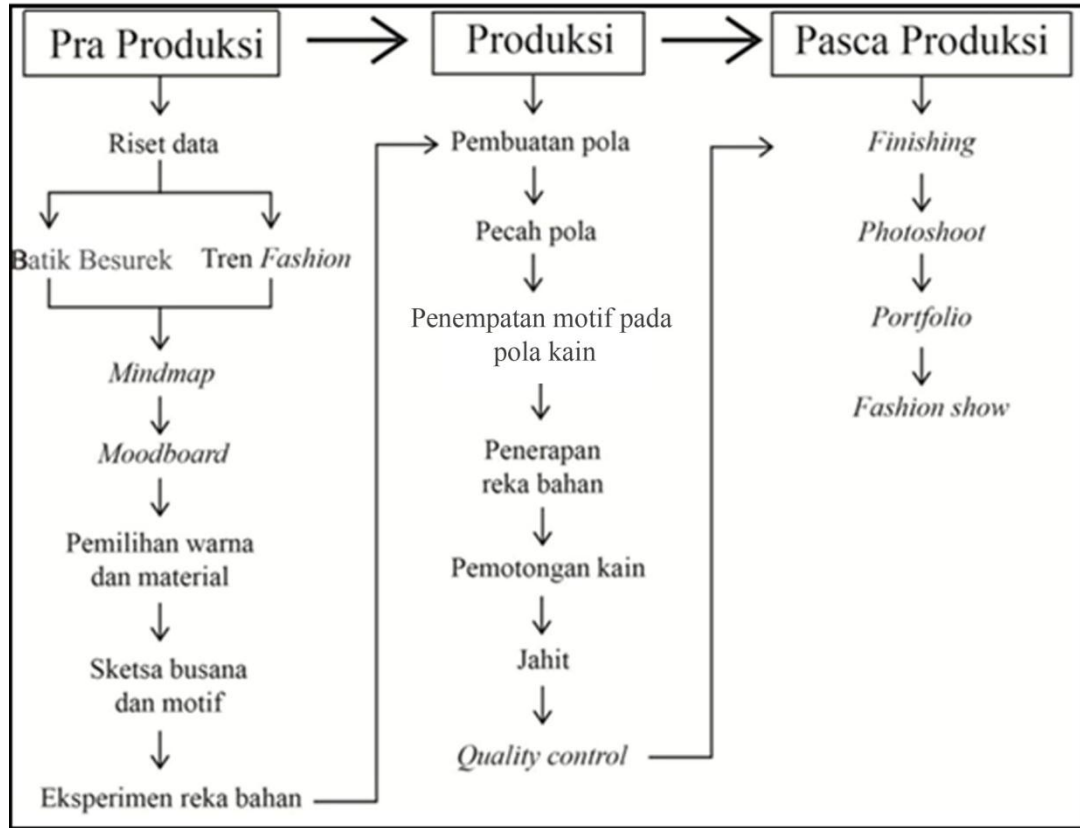 Pra Produksi
Riset data
Batik Besurek
Tren Fashion
Mindmap
Moodboard
Pemilihan warna
dan material
Sketsa busana
dan motif
Eksperimen reka bahan
Produksi
Pembuatan pola
Pecah pola
Penempatan motif pada
pola kain
Penerapan
reka bahan
Pemotongan kain
Jahit
Quality control
Pasca Produksi
Finishing
Photoshoot
Portfolio
Fashion show